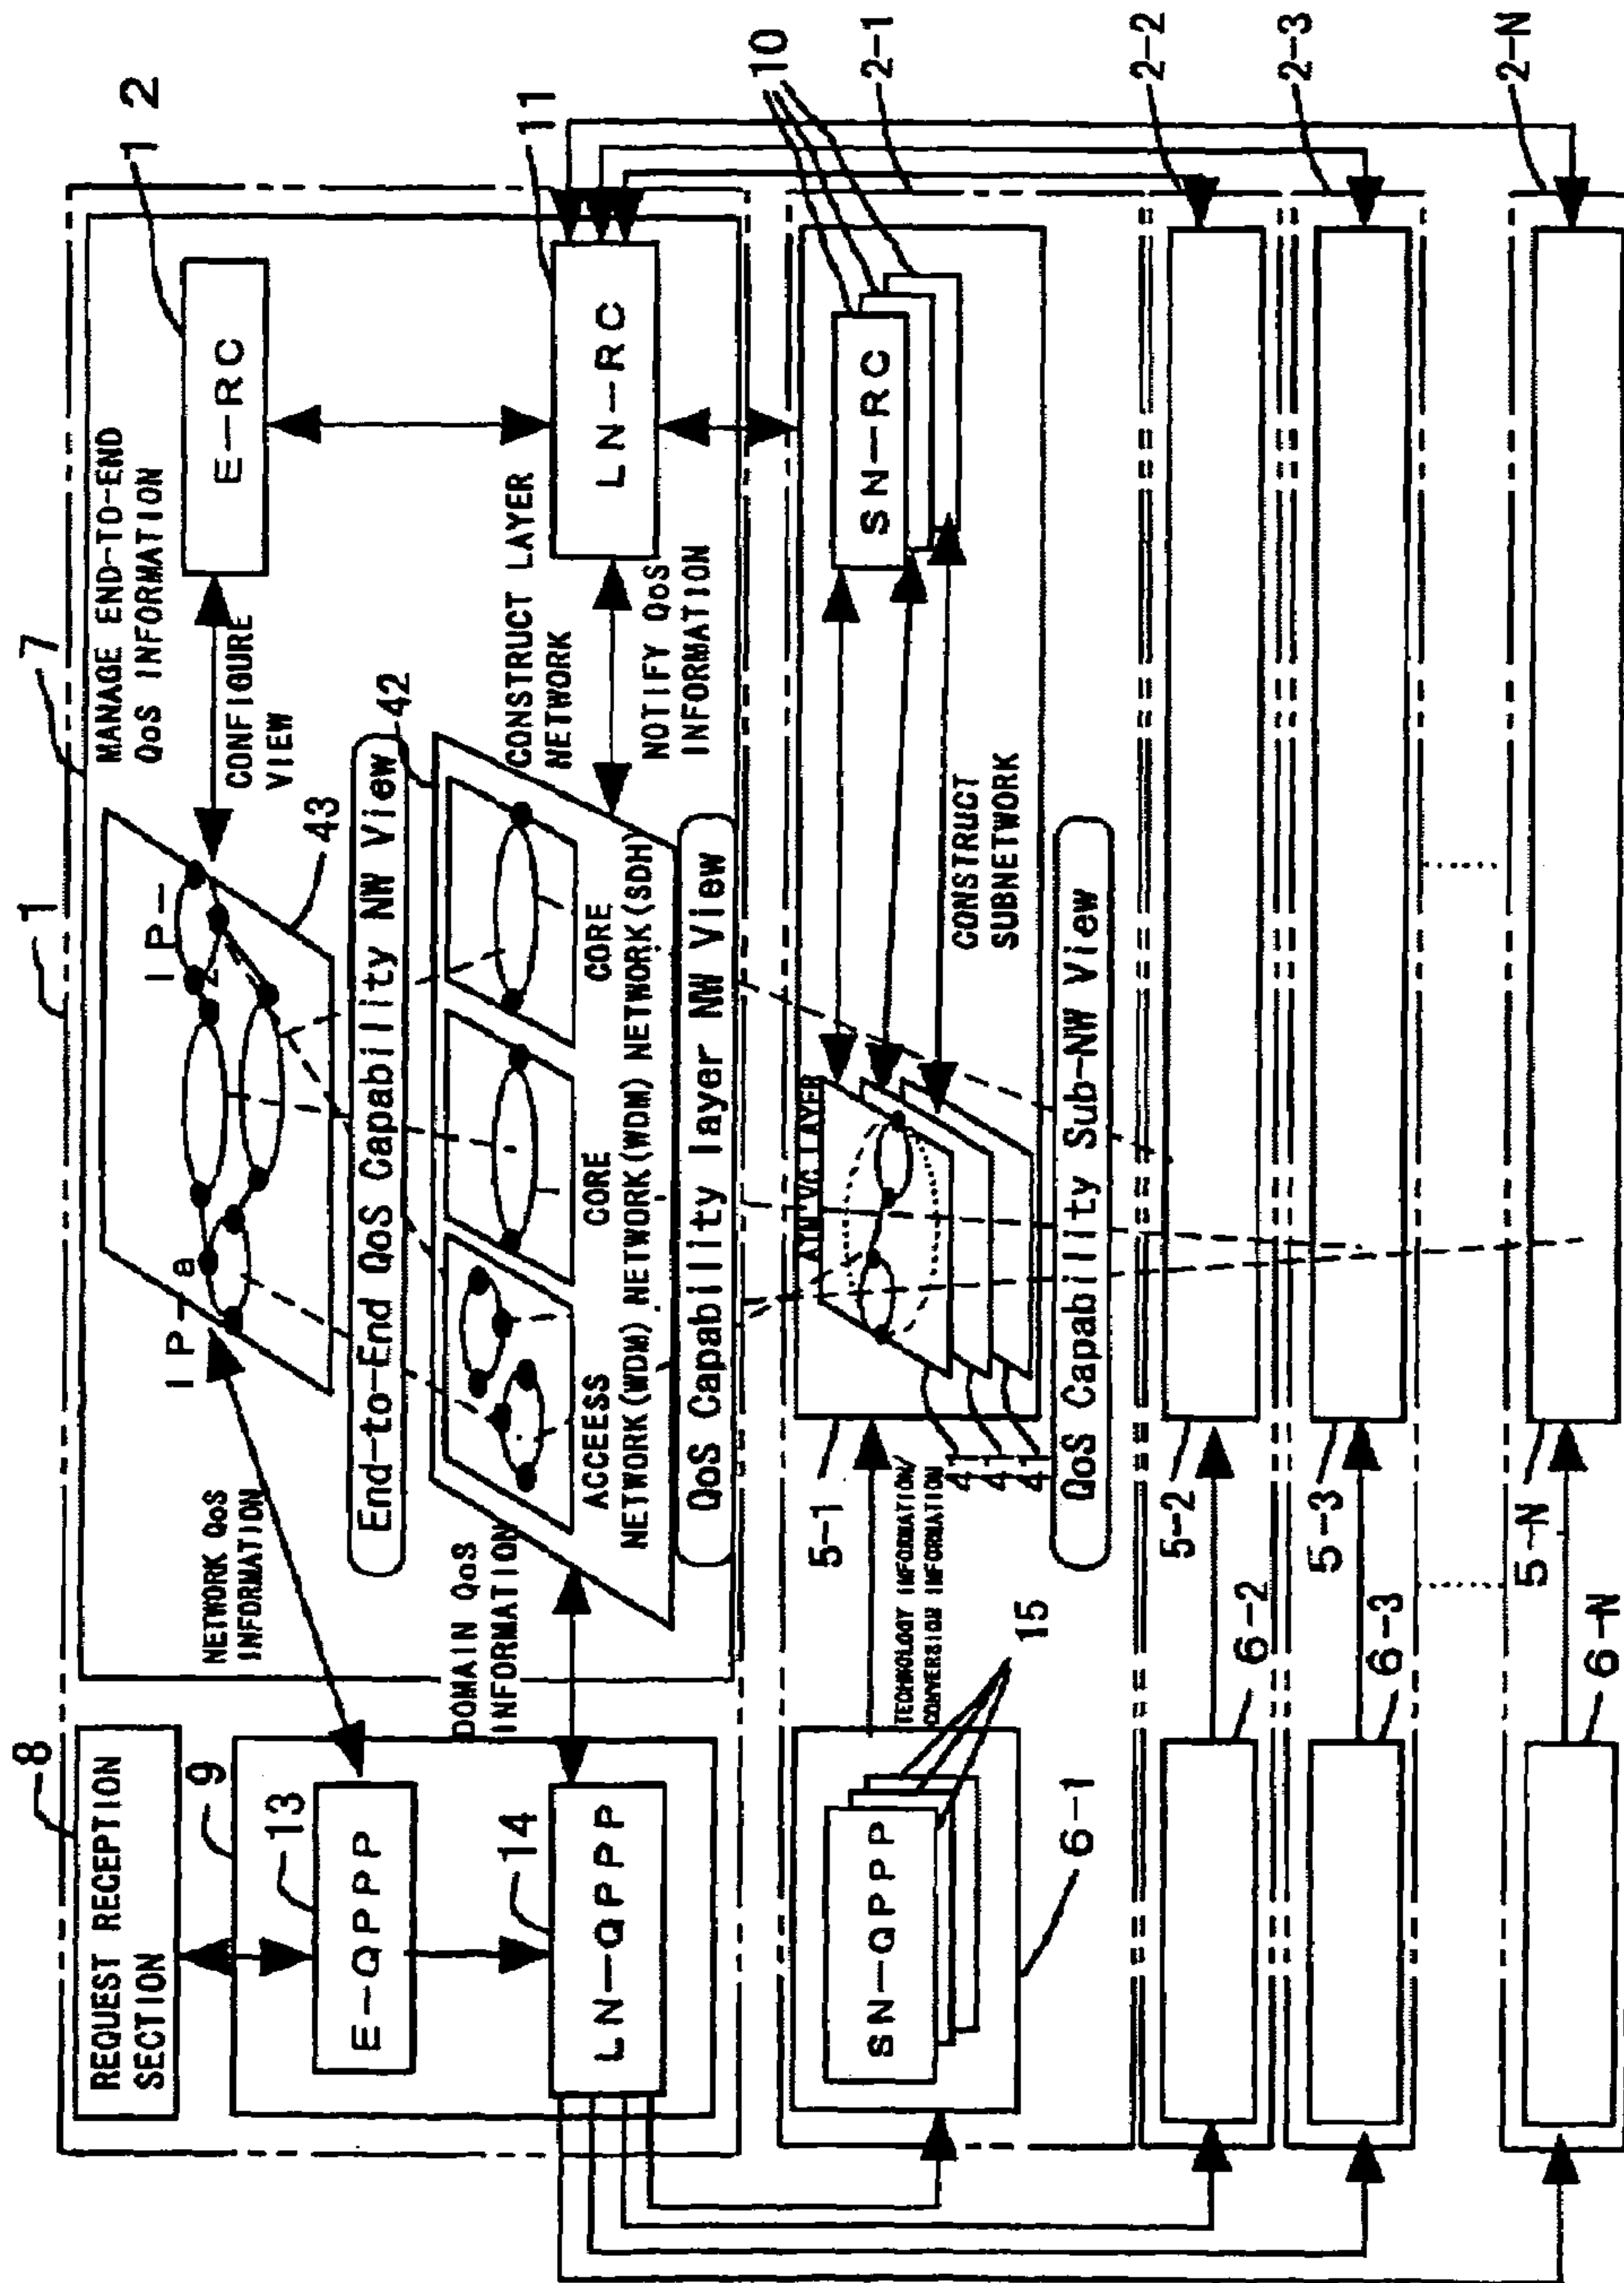 1
7
8
REQUEST RECEPTION
SECTION
9
13
E-QPPP
14
LN-QPPP
NETWORK QoS
INFORMATION
DOMAIN QoS
INFORMATION
IP-
a
IP-
z
43
MANAGE END-TO-END
QoS INFORMATION
CONFIGURE
VIEW
12
E-RC
End-to-End QoS Capability NW View
42
ACCESS
NETWORK(WDM)
CORE
NETWORK(WDM)
CORE
NETWORK(SDH)
CONSTRUCT LAYER
NETWORK
NOTIFY QoS
INFORMATION
11
LN-RC
QoS Capability layer NW View
SN-QPPP
15
6-1
TECHNOLOGY INFORMATION/
CONVERSION INFORMATION
5-1
ATM VC LAYER
41
41
41
CONSTRUCT
SUBNETWORK
SN-RC
10
2-1
QoS Capability Sub-NW View
6-2
5-2
2-2
6-3
5-3
2-3
6-N
5-N
2-N